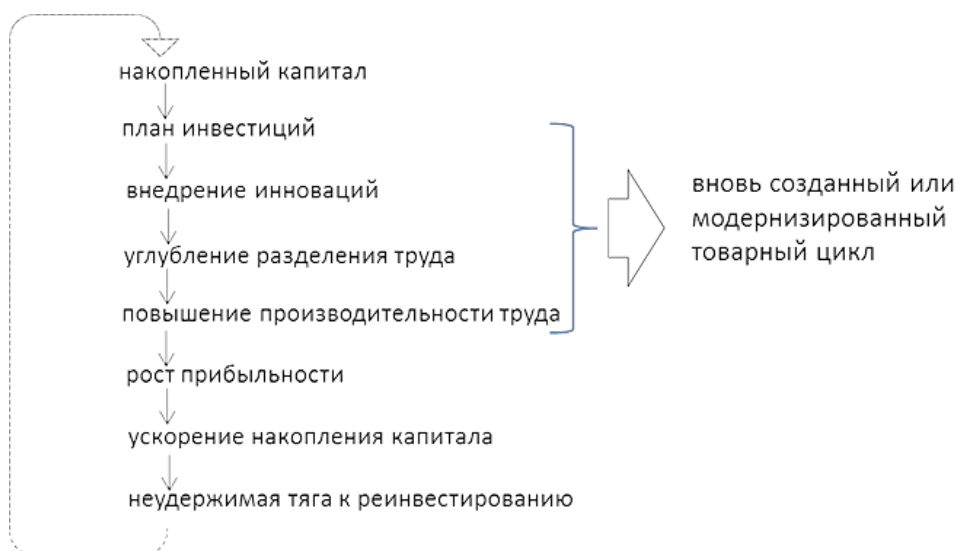 накопленный капитал
план инвестиций
внедрение инноваций
углубление разделения труда
повышение производительности труда
рост прибыльности
ускорение накопления капитала
неудержимая тяга к реинвестированию
вновь созданный или
модернизированный
товарный цикл